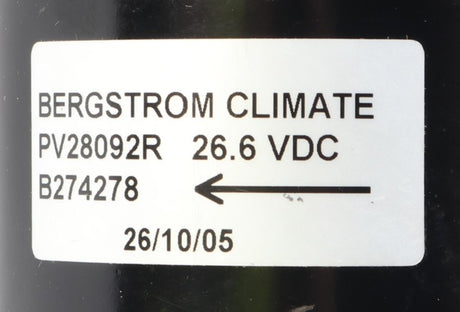 BERGSTROM CLIMATE
PV28092R 26.6 VDC
B274278
26/10/05